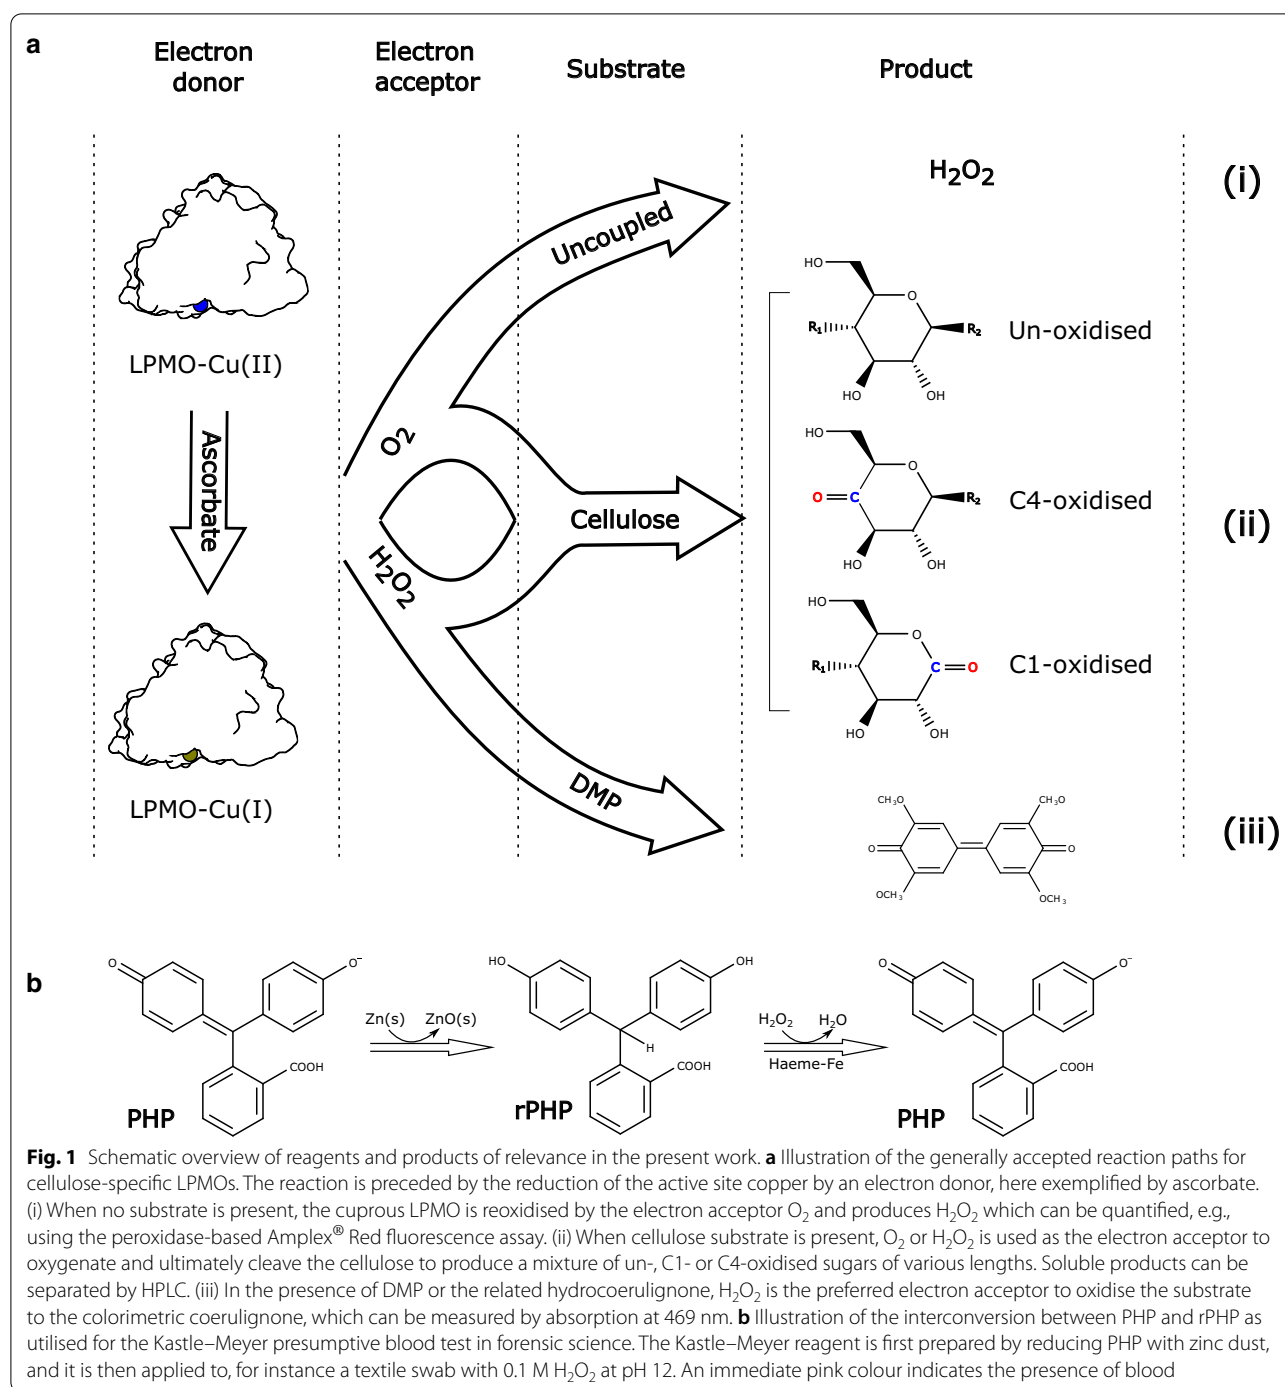 a
Electron donor
Electron acceptor
Substrate
Product
H₂O₂
(i)
Uncoupled
LPMO-Cu(II)
Ascorbate
LPMO-Cu(I)
O₂
H₂O₂
Cellulose
DMP
HO
O
R₁
R₂
HO
OH
Un-oxidised
HO
O
O
C
R₂
HO
OH
C4-oxidised
(ii)
HO
O
R₁
C
O
HO
OH
C1-oxidised
(iii)
CH₃O
CH₃O
O
O
OCH₃
OCH₃
b
O
O⁻
COOH
PHP
Zn(s)
ZnO(s)
HO
OH
H
COOH
rPHP
H₂O₂
H₂O
Haeme-Fe
O
O⁻
COOH
PHP
Fig. 1 Schematic overview of reagents and products of relevance in the present work. a Illustration of the generally accepted reaction paths for
cellulose-specific LPMOs. The reaction is preceded by the reduction of the active site copper by an electron donor, here exemplified by ascorbate.
(i) When no substrate is present, the cuprous LPMO is reoxidised by the electron acceptor O₂ and produces H₂O₂ which can be quantified, e.g.,
using the peroxidase-based Amplex® Red fluorescence assay. (ii) When cellulose substrate is present, O₂ or H₂O₂ is used as the electron acceptor to
oxygenate and ultimately cleave the cellulose to produce a mixture of un-, C1- or C4-oxidised sugars of various lengths. Soluble products can be
separated by HPLC. (iii) In the presence of DMP or the related hydrocoerulignone, H₂O₂ is the preferred electron acceptor to oxidise the substrate
to the colorimetric coerulignone, which can be measured by absorption at 469 nm. b Illustration of the interconversion between PHP and rPHP as
utilised for the Kastle–Meyer presumptive blood test in forensic science. The Kastle–Meyer reagent is first prepared by reducing PHP with zinc dust,
and it is then applied to, for instance a textile swab with 0.1 M H₂O₂ at pH 12. An immediate pink colour indicates the presence of blood